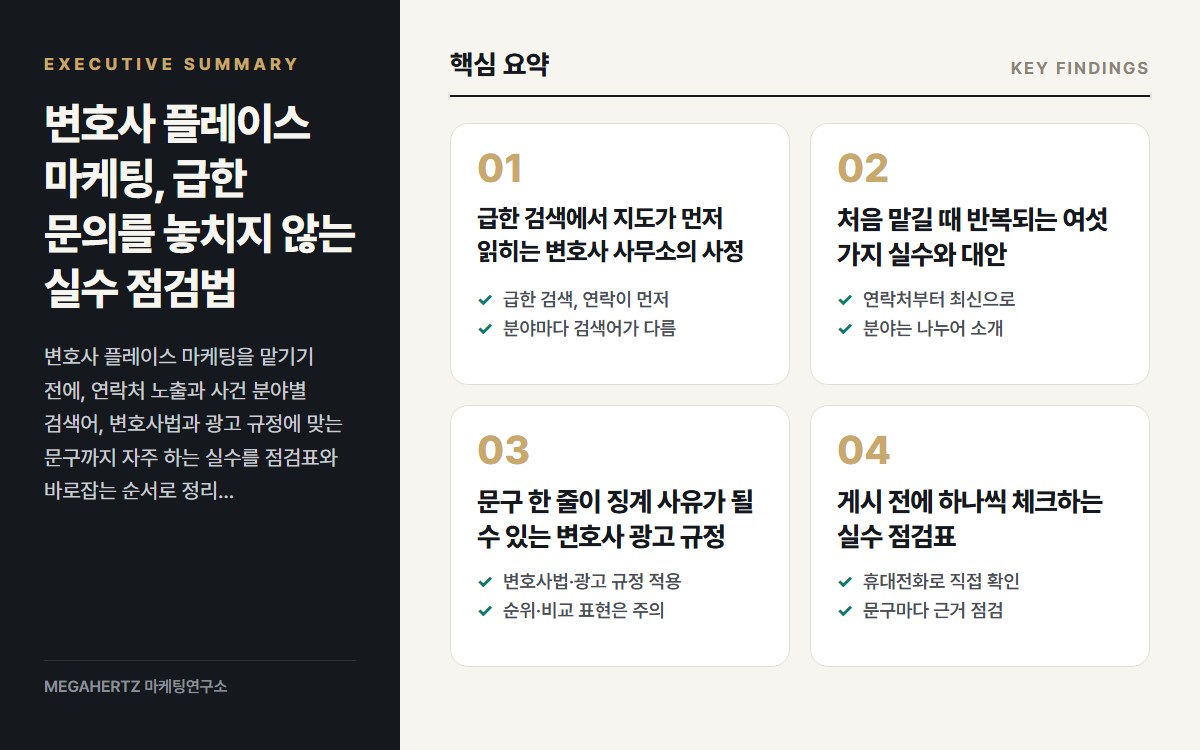 EXECUTIVE SUMMARY
변호사 플레이스
마케팅, 급한
문의를 놓치지 않는
실수 점검법
변호사 플레이스 마케팅을 맡기기
전에, 연락처 노출과 사건 분야별
검색어, 변호사법과 광고 규정에 맞는
문구까지 자주 하는 실수를 점검표와
바로잡는 순서로 정리...
MEGAHERTZ 마케팅연구소
핵심 요약
KEY FINDINGS
01
급한 검색에서 지도가 먼저
읽히는 변호사 사무소의 사정
급한 검색, 연락이 먼저
분야마다 검색어가 다름
02
처음 맡길 때 반복되는 여섯
가지 실수와 대안
연락처부터 최신으로
분야는 나누어 소개
03
문구 한 줄이 징계 사유가 될
수 있는 변호사 광고 규정
변호사법·광고 규정 적용
순위·비교 표현은 주의
04
게시 전에 하나씩 체크하는
실수 점검표
휴대전화로 직접 확인
문구마다 근거 점검